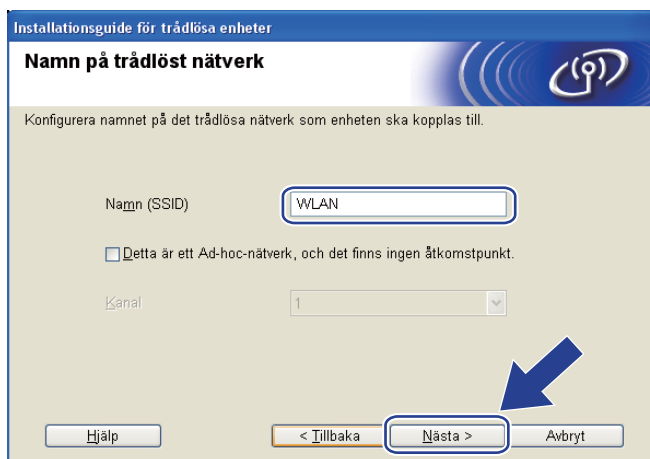 Installationsguide för trådlösa enheter
Namn på trådlöst nätverk
Konfigurera namnet på det trådlösa nätverk som enheten ska kopplas till.
Namn (SSID)
WLAN
Detta är ett Ad-hoc-nätverk, och det finns ingen åtkomstpunkt.
Kanal
1
Hjälp
< Tillbaka
Nästa >
Avbryt